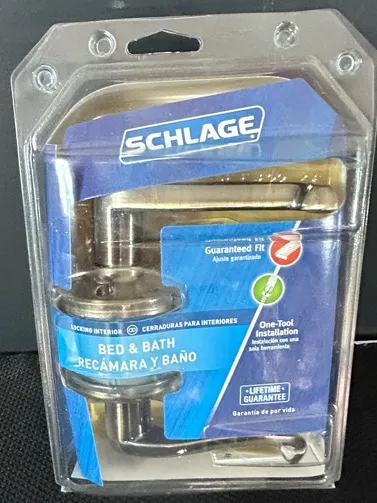 SCHLAGE
Guaranteed Fit
Ajuste garantizado
LOCKING INTERIOR CERRADURAS PARA INTERIORES
BED & BATH
RECÁMARA Y BAÑO
One-Tool
Installation
Instalación con una
sola herramienta
LIFETIME
GUARANTEE
Garantía de por vida